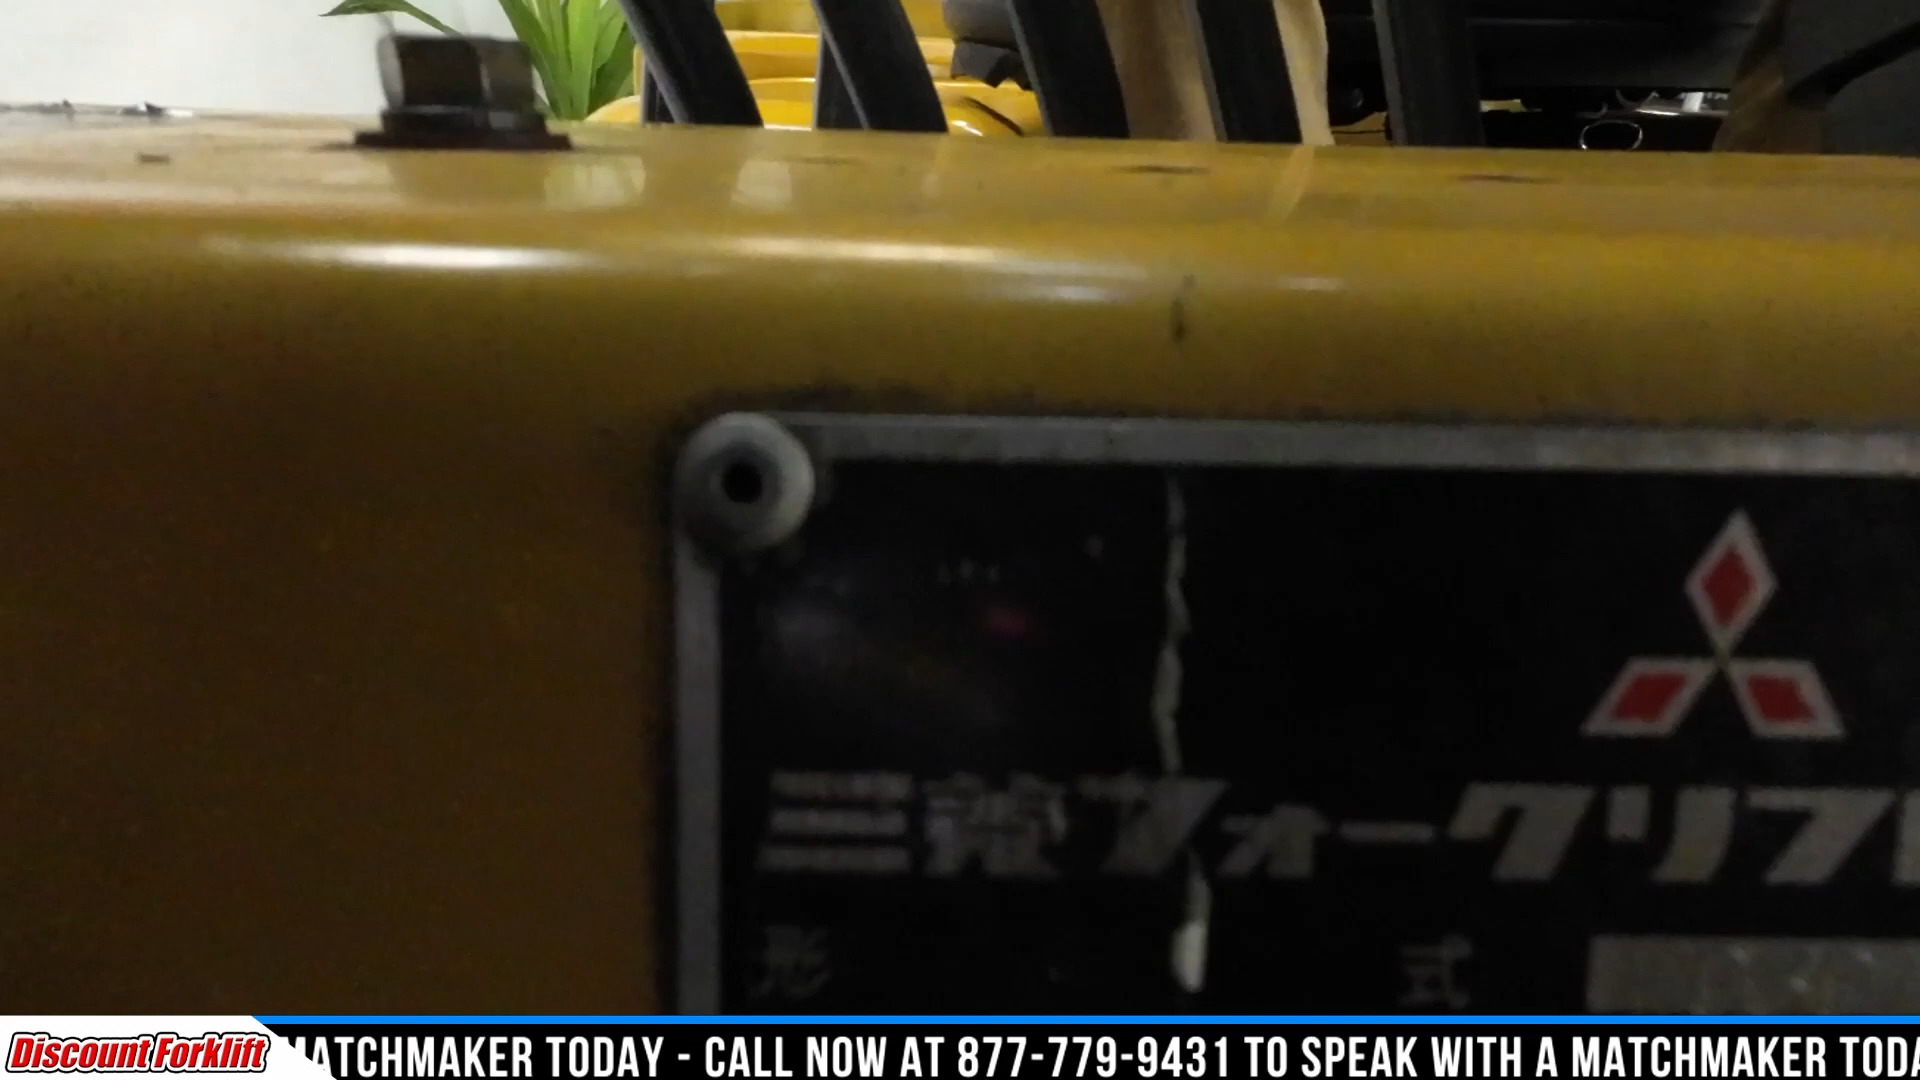 三菱フォークリフ
形 式
Discount Forklift
MATCHMAKER TODAY - CALL NOW AT 877-779-9431 TO SPEAK WITH A MATCHMAKER TODA